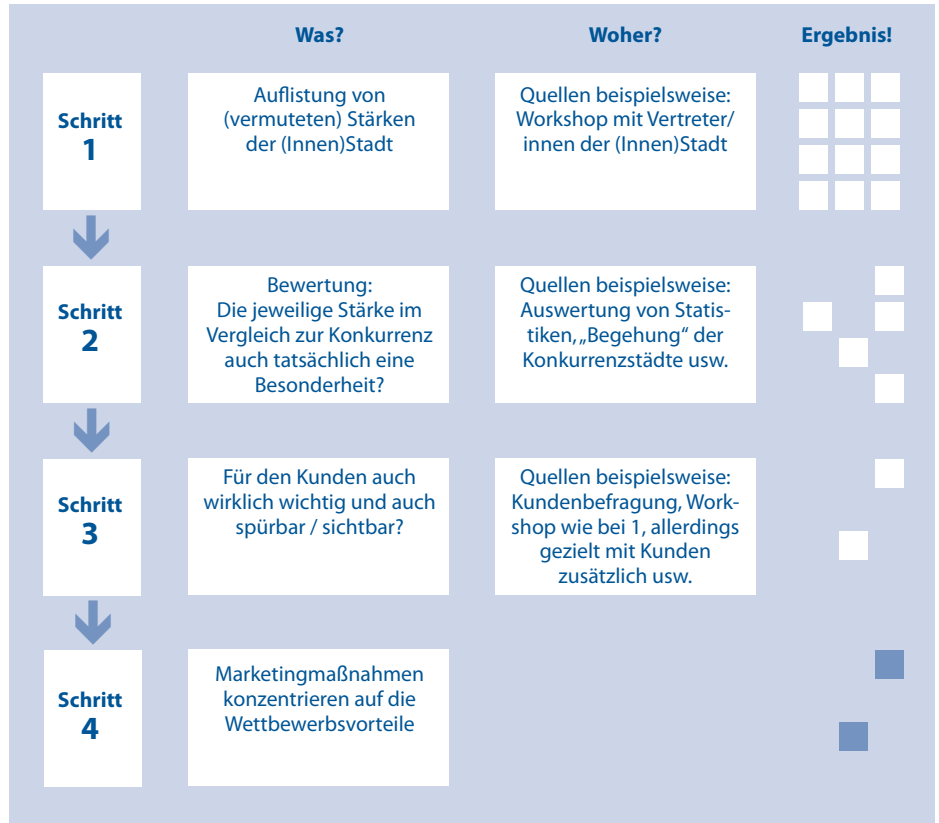 Was?
Woher?
Ergebnis!
Schritt
1
Auflistung von
(vermuteten) Stärken
der (Innen)Stadt
Quellen beispielsweise:
Workshop mit Vertreter/
innen der (Innen)Stadt
Schritt
2
Bewertung:
Die jeweilige Stärke im
Vergleich zur Konkurrenz
auch tatsächlich eine
Besonderheit?
Quellen beispielsweise:
Auswertung von Statis-
tiken, „Begehung“ der
Konkurrenzstädte usw.
Schritt
3
Für den Kunden auch
wirklich wichtig und auch
spürbar / sichtbar?
Quellen beispielsweise:
Kundenbefragung, Work-
shop wie bei 1, allerdings
gezielt mit Kunden
zusätzlich usw.
Schritt
4
Marketingmaßnahmen
konzentrieren auf die
Wettbewerbsvorteile